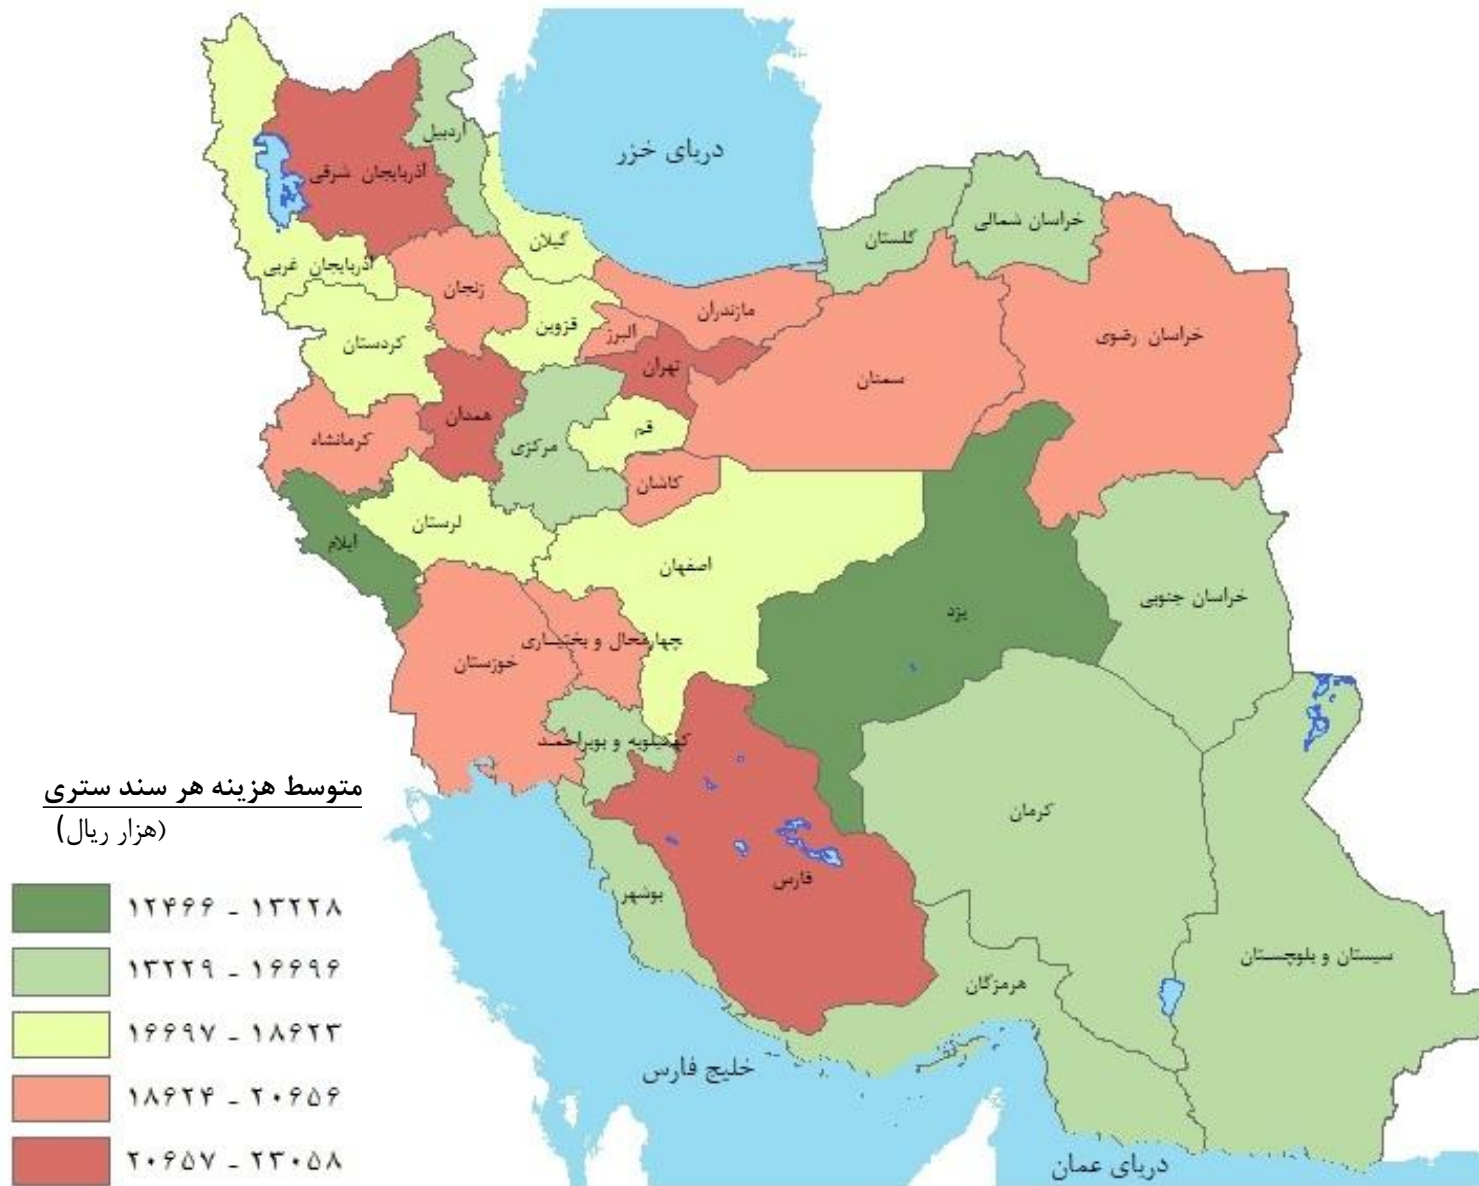 دریای خزر
اردبیل
آذربایجان شرقی
گیلان
گلستان
خراسان شمالی
آذربایجان غربی
زنجان
مازندران
قزوین
البرز
خراسان رضوی
کردستان
تهران
سمنان
همدان
قم
کرمانشاه
مرکزی
کاشان
لرستان
ایلام
اصفهان
خراسان جنوبی
یزد
چهارمحال و بختیاری
خوزستان
کهگیلویه و بویراحمد
کرمان
فارس
بوشهر
سیستان و بلوچستان
هرمزگان
خلیج فارس
دریای عمان
متوسط هزینه هر سند ستری
(هزار ریال)
۱۲۴۶۶ - ۱۳۲۲۸
۱۳۲۲۹ - ۱۶۶۹۶
۱۶۶۹۷ - ۱۸۶۲۳
۱۸۶۲۴ - ۲۰۶۵۶
۲۰۶۵۷ - ۲۳۰۵۸